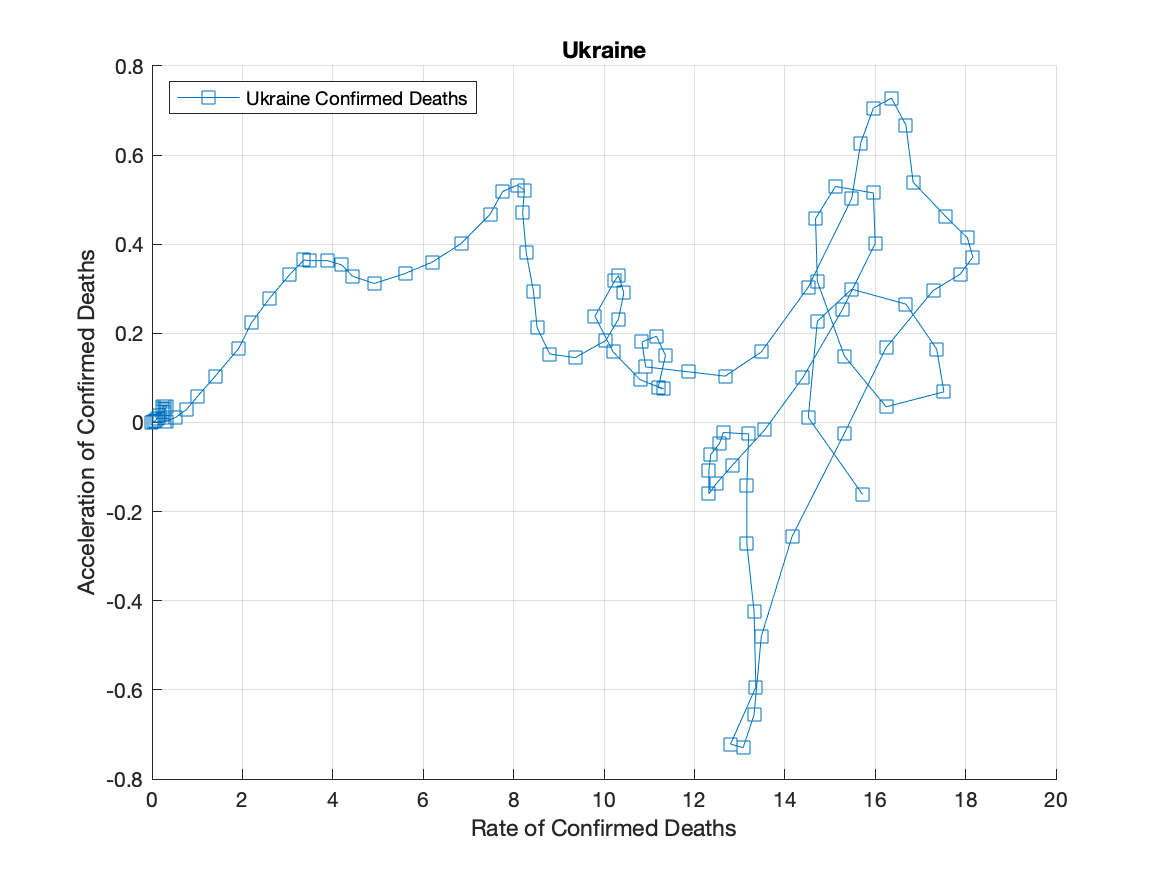 Ukraine
Ukraine Confirmed Deaths
0.8
0.6
0.4
0.2
0
-0.2
-0.4
-0.6
-0.8
Acceleration of Confirmed Deaths
0 2 4 6 8 10 12 14 16 18 20
Rate of Confirmed Deaths